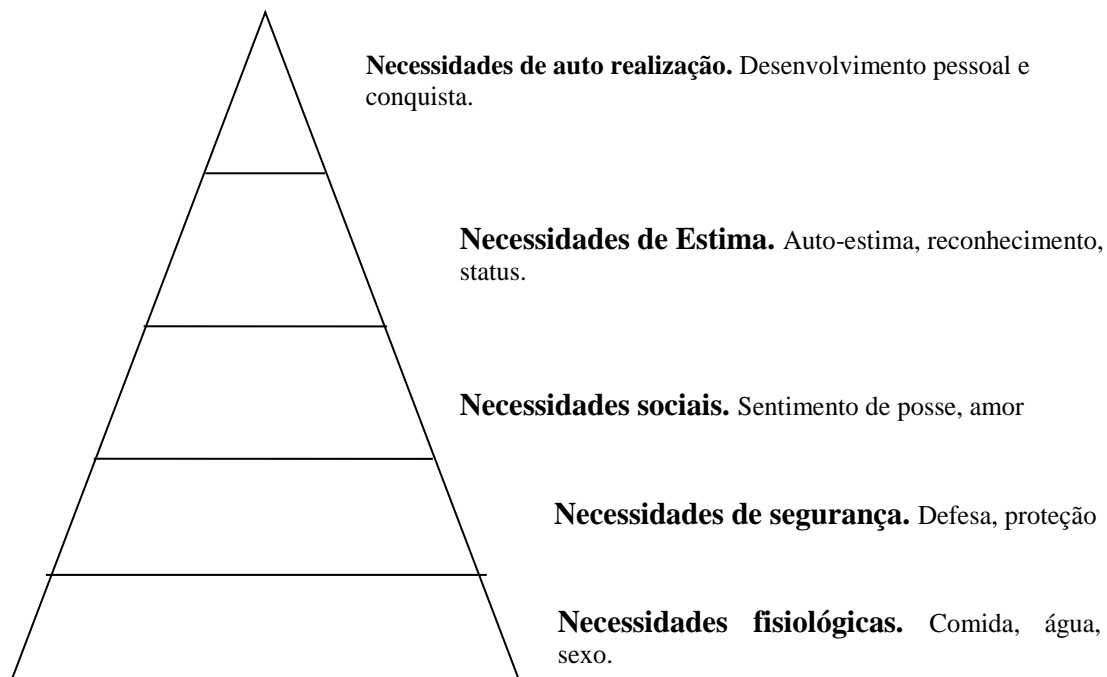 Necessidades de auto realização. Desenvolvimento pessoal e
conquista.
Necessidades de Estima. Auto-estima, reconhecimento,
status.
Necessidades sociais. Sentimento de posse, amor
Necessidades de segurança. Defesa, proteção
Necessidades fisiológicas. Comida, água,
sexo.